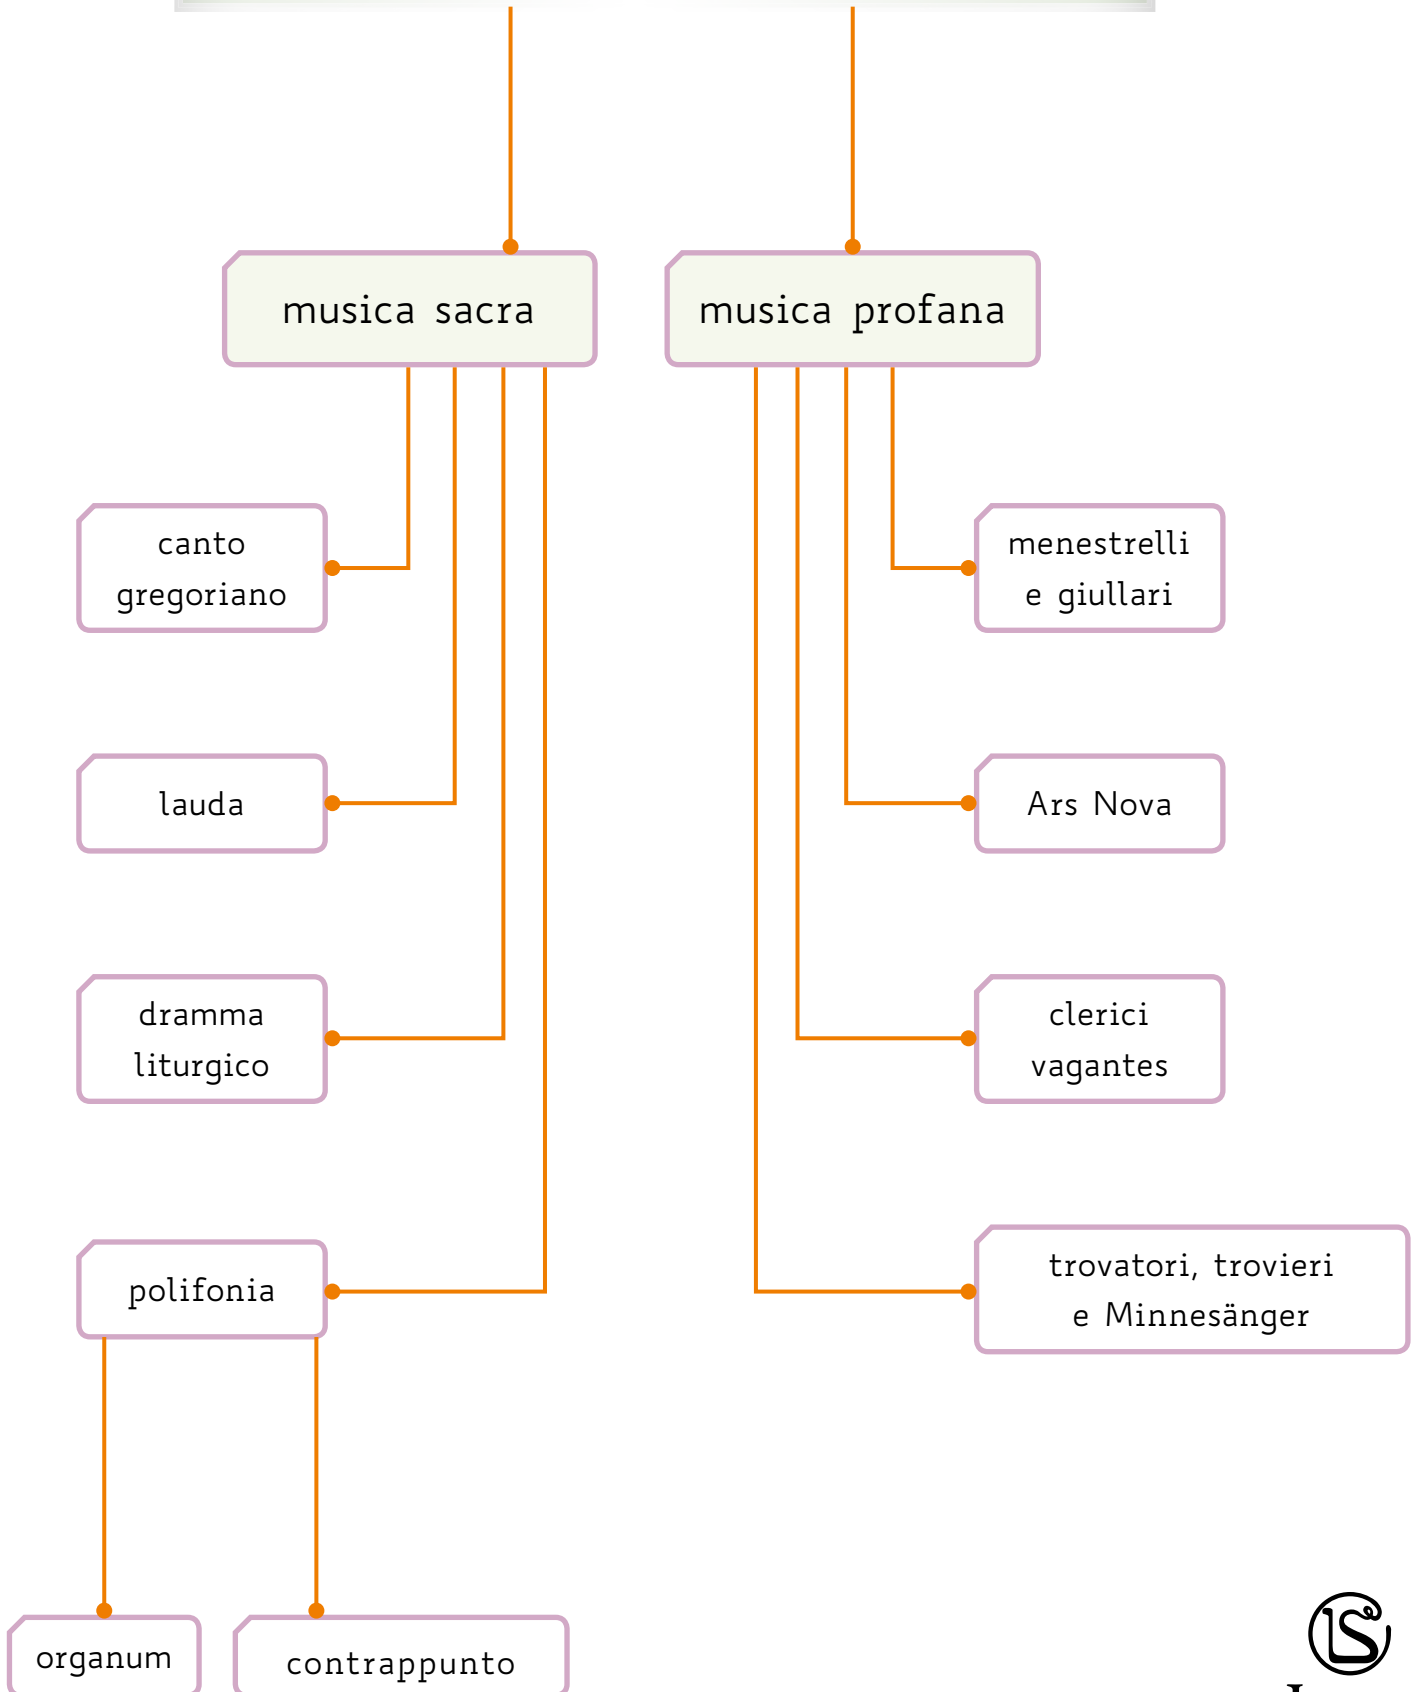 musica sacra
musica profana
canto
gregoriano
menestrelli
e giullari
lauda
Ars Nova
dramma
liturgico
clerici
vagantes
polifonia
trovatori, trovieri
e Minnesänger
organum
contrappunto
LS